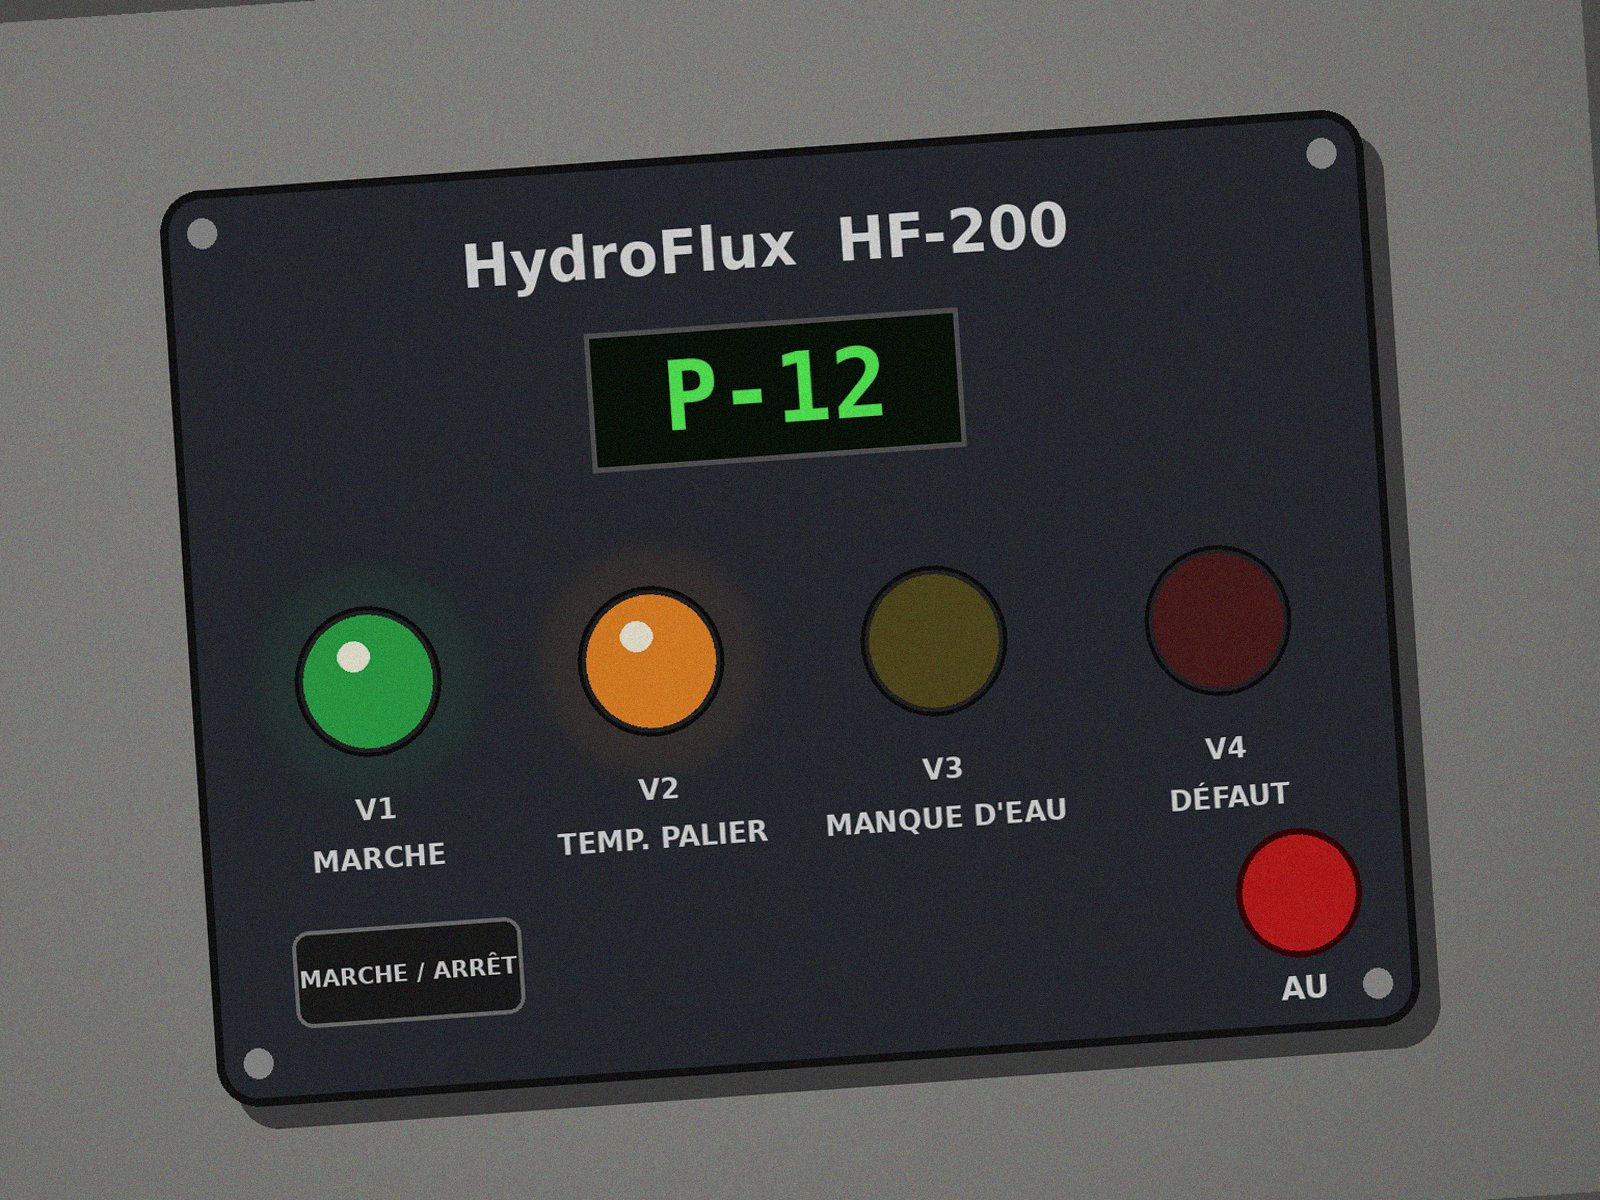 HydroFlux HF-200
P-12
V1
MARCHE
V2
TEMP. PALIER
V3
MANQUE D'EAU
V4
DÉFAUT
MARCHE / ARRÊT
AU